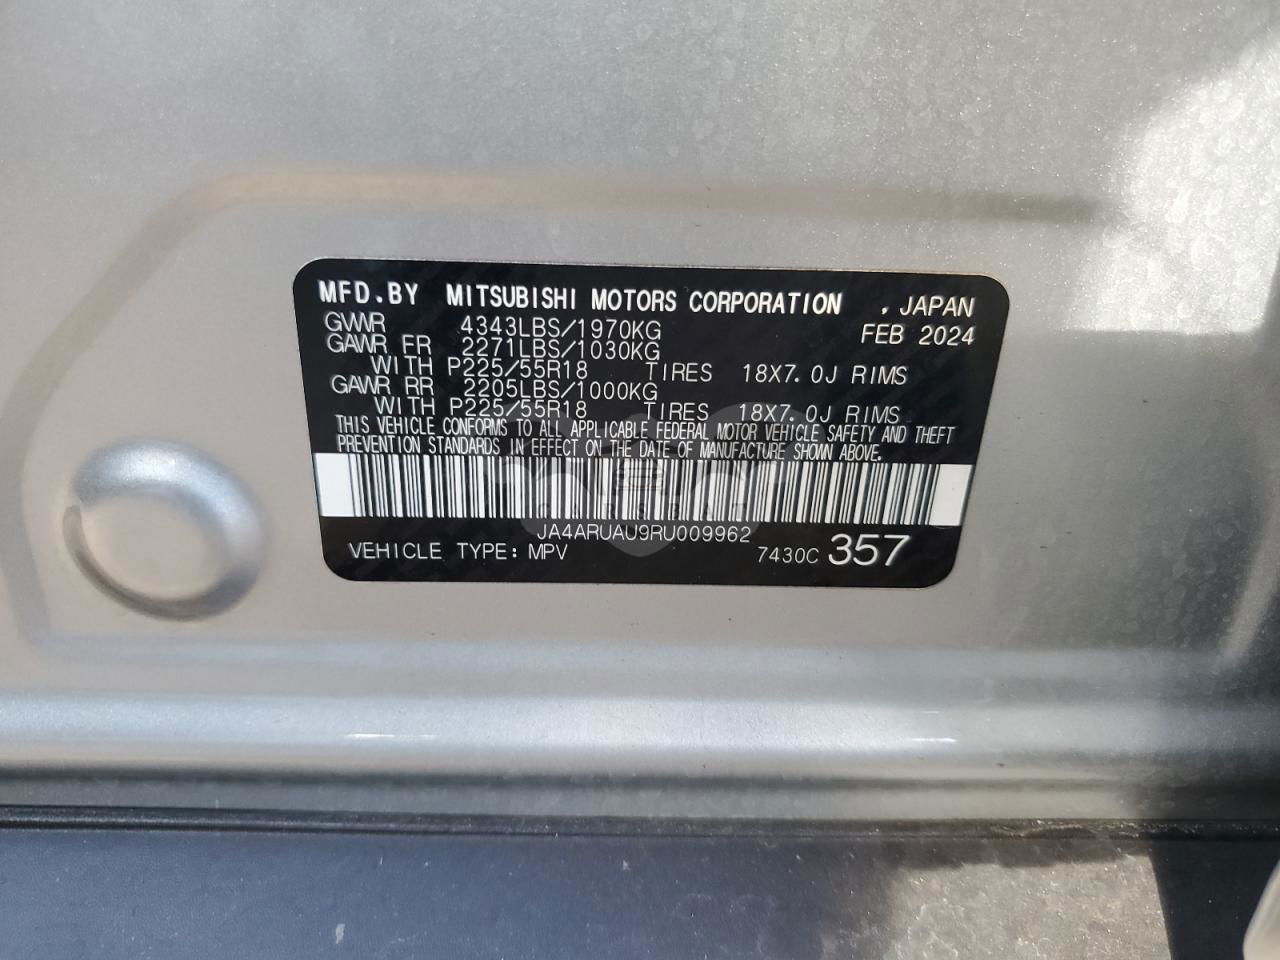 MFD.BY MITSUBISHI MOTORS CORPORATION , JAPAN
GVWR 4343LBS/1970KG FEB 2024
GAWR FR 2271LBS/1030KG
WITH P225/55R18 TIRES 18X7.0J RIMS
GAWR RR 2205LBS/1000KG
WITH P225/55R18 TIRES 18X7.0J RIMS
THIS VEHICLE CONFORMS TO ALL APPLICABLE FEDERAL MOTOR VEHICLE SAFETY AND THEFT
PREVENTION STANDARDS IN EFFECT ON THE DATE OF MANUFACTURE SHOWN ABOVE.
JA4ARUAU9RU009962
VEHICLE TYPE: MPV 7430C 357